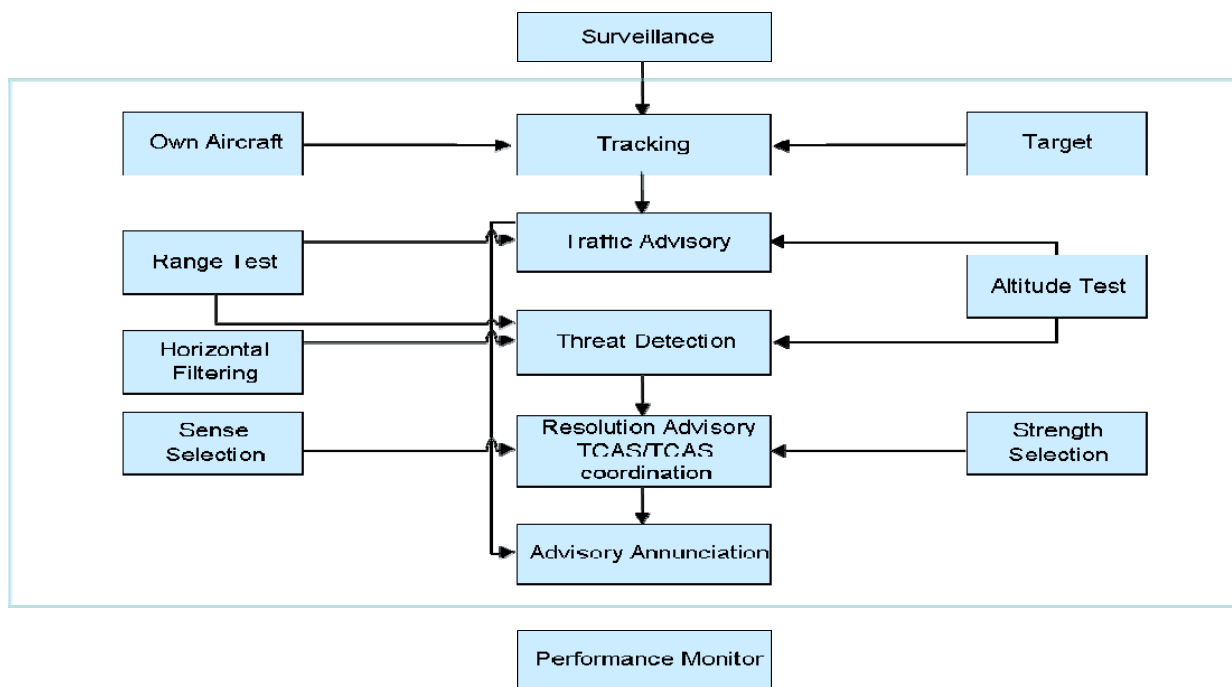 Surveillance
Own Aircraft
Tracking
Target
Traffic Advisory
Range Test
Altitude Test
Threat Detection
Horizontal
Filtering
Sense
Selection
Resolution Advisory
TCAS/TCAS
coordination
Strength
Selection
Advisory Annunciation
Performance Monitor